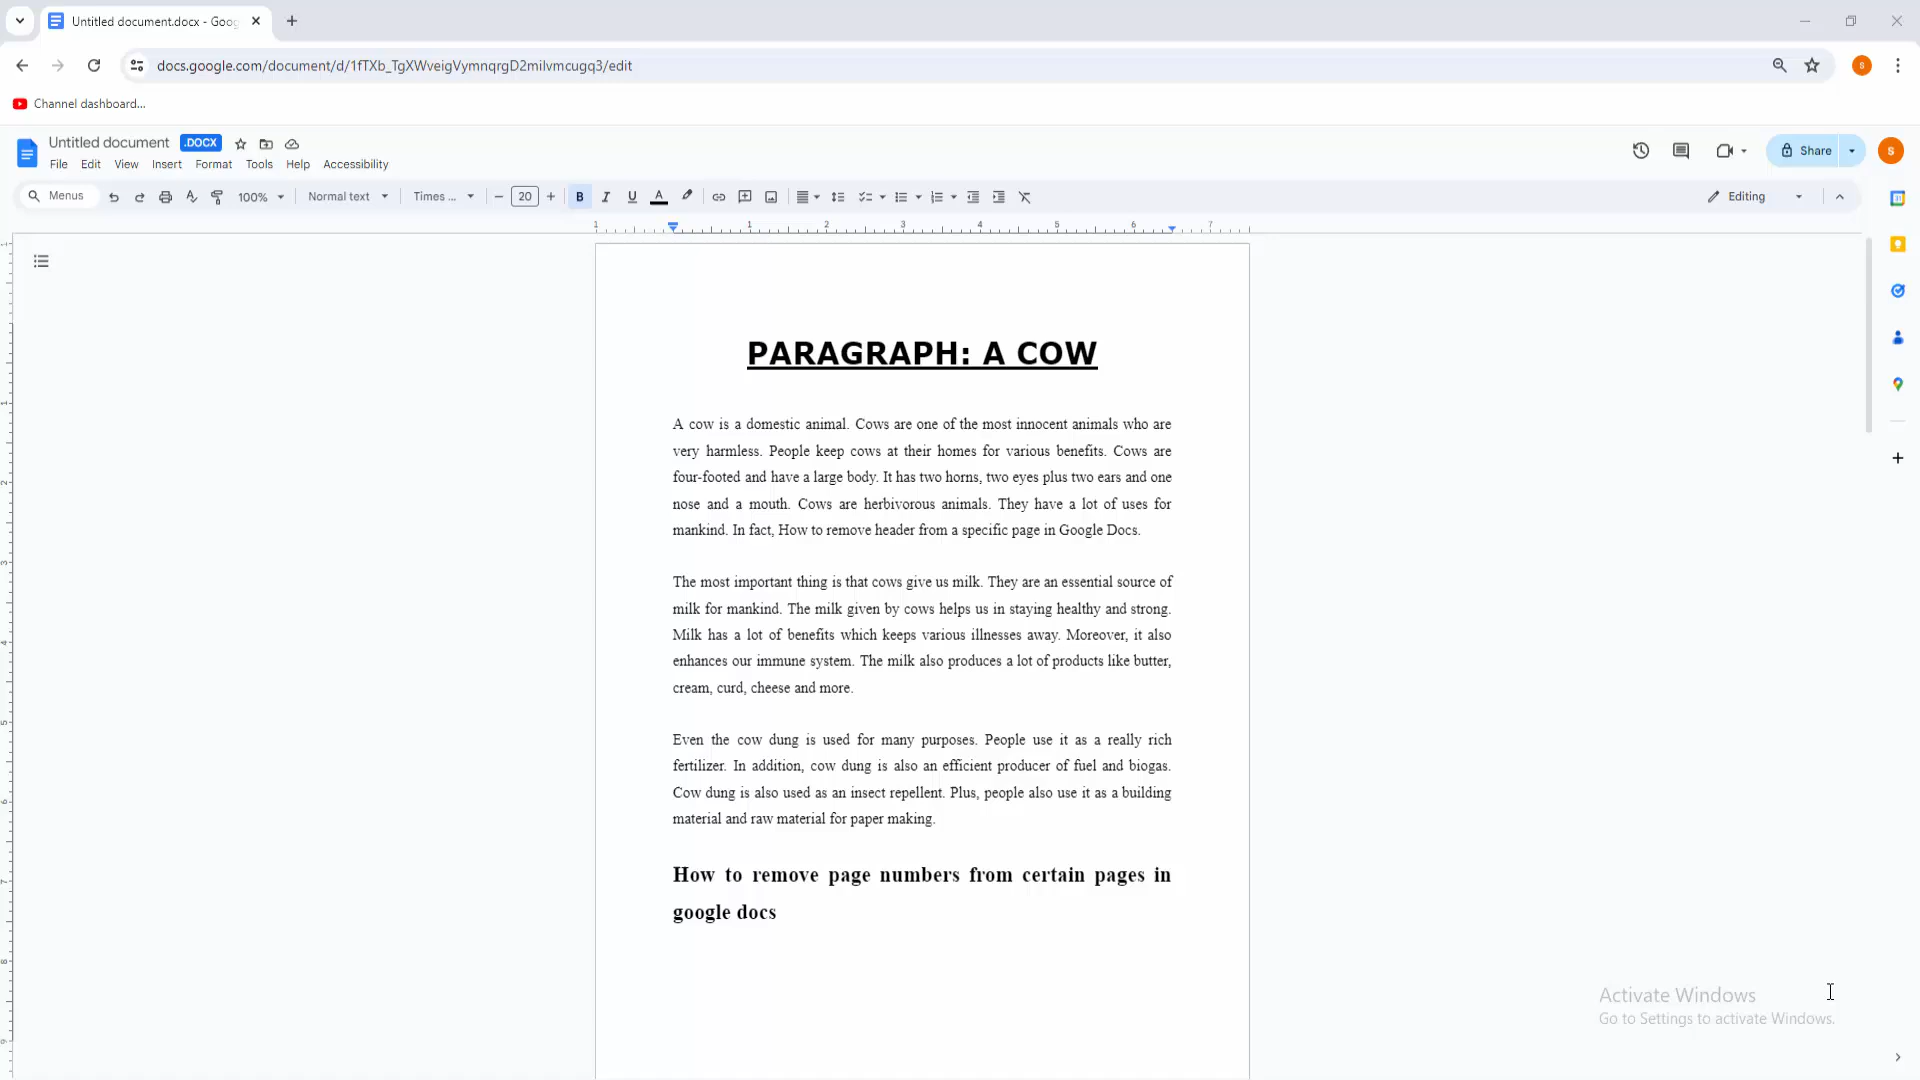 Untitled document.docx - Goog
docs.google.com/document/d/1fTXb_TgXWveigVymnqrgD2milvmcugq3/edit
S
Channel dashboard...
Untitled document .DOCX
File Edit View Insert Format Tools Help Accessibility
Share
S
Menus 100% Normal text Times ... 20 B I U A Editing
1 1 2 3 4 5 6 7
PARAGRAPH: A COW
A cow is a domestic animal. Cows are one of the most innocent animals who are
very harmless. People keep cows at their homes for various benefits. Cows are
four-footed and have a large body. It has two horns, two eyes plus two ears and one
nose and a mouth. Cows are herbivorous animals. They have a lot of uses for
mankind. In fact, How to remove header from a specific page in Google Docs.
The most important thing is that cows give us milk. They are an essential source of
milk for mankind. The milk given by cows helps us in staying healthy and strong.
Milk has a lot of benefits which keeps various illnesses away. Moreover, it also
enhances our immune system. The milk also produces a lot of products like butter,
cream, curd, cheese and more.
Even the cow dung is used for many purposes. People use it as a really rich
fertilizer. In addition, cow dung is also an efficient producer of fuel and biogas.
Cow dung is also used as an insect repellent. Plus, people also use it as a building
material and raw material for paper making.
How to remove page numbers from certain pages in
google docs
Activate Windows
Go to Settings to activate Windows.